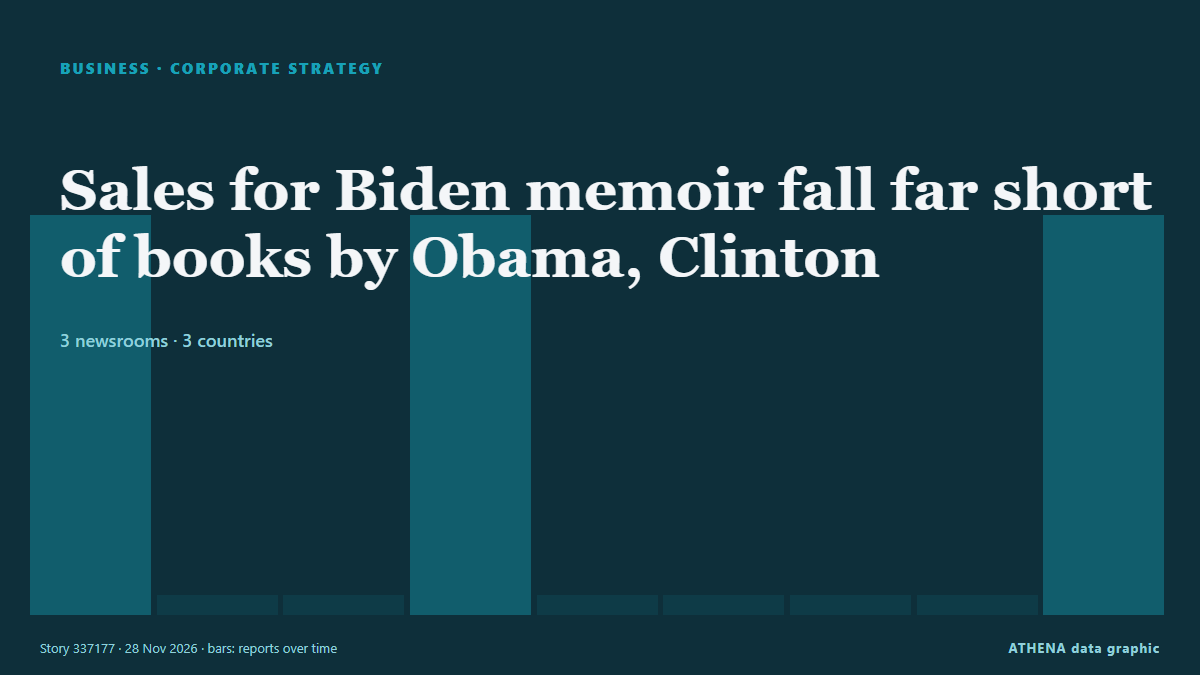 BUSINESS · CORPORATE STRATEGY
Sales for Biden memoir fall far short
of books by Obama, Clinton
3 newsrooms · 3 countries
Story 337177 · 28 Nov 2026 · bars: reports over time
ATHENA data graphic